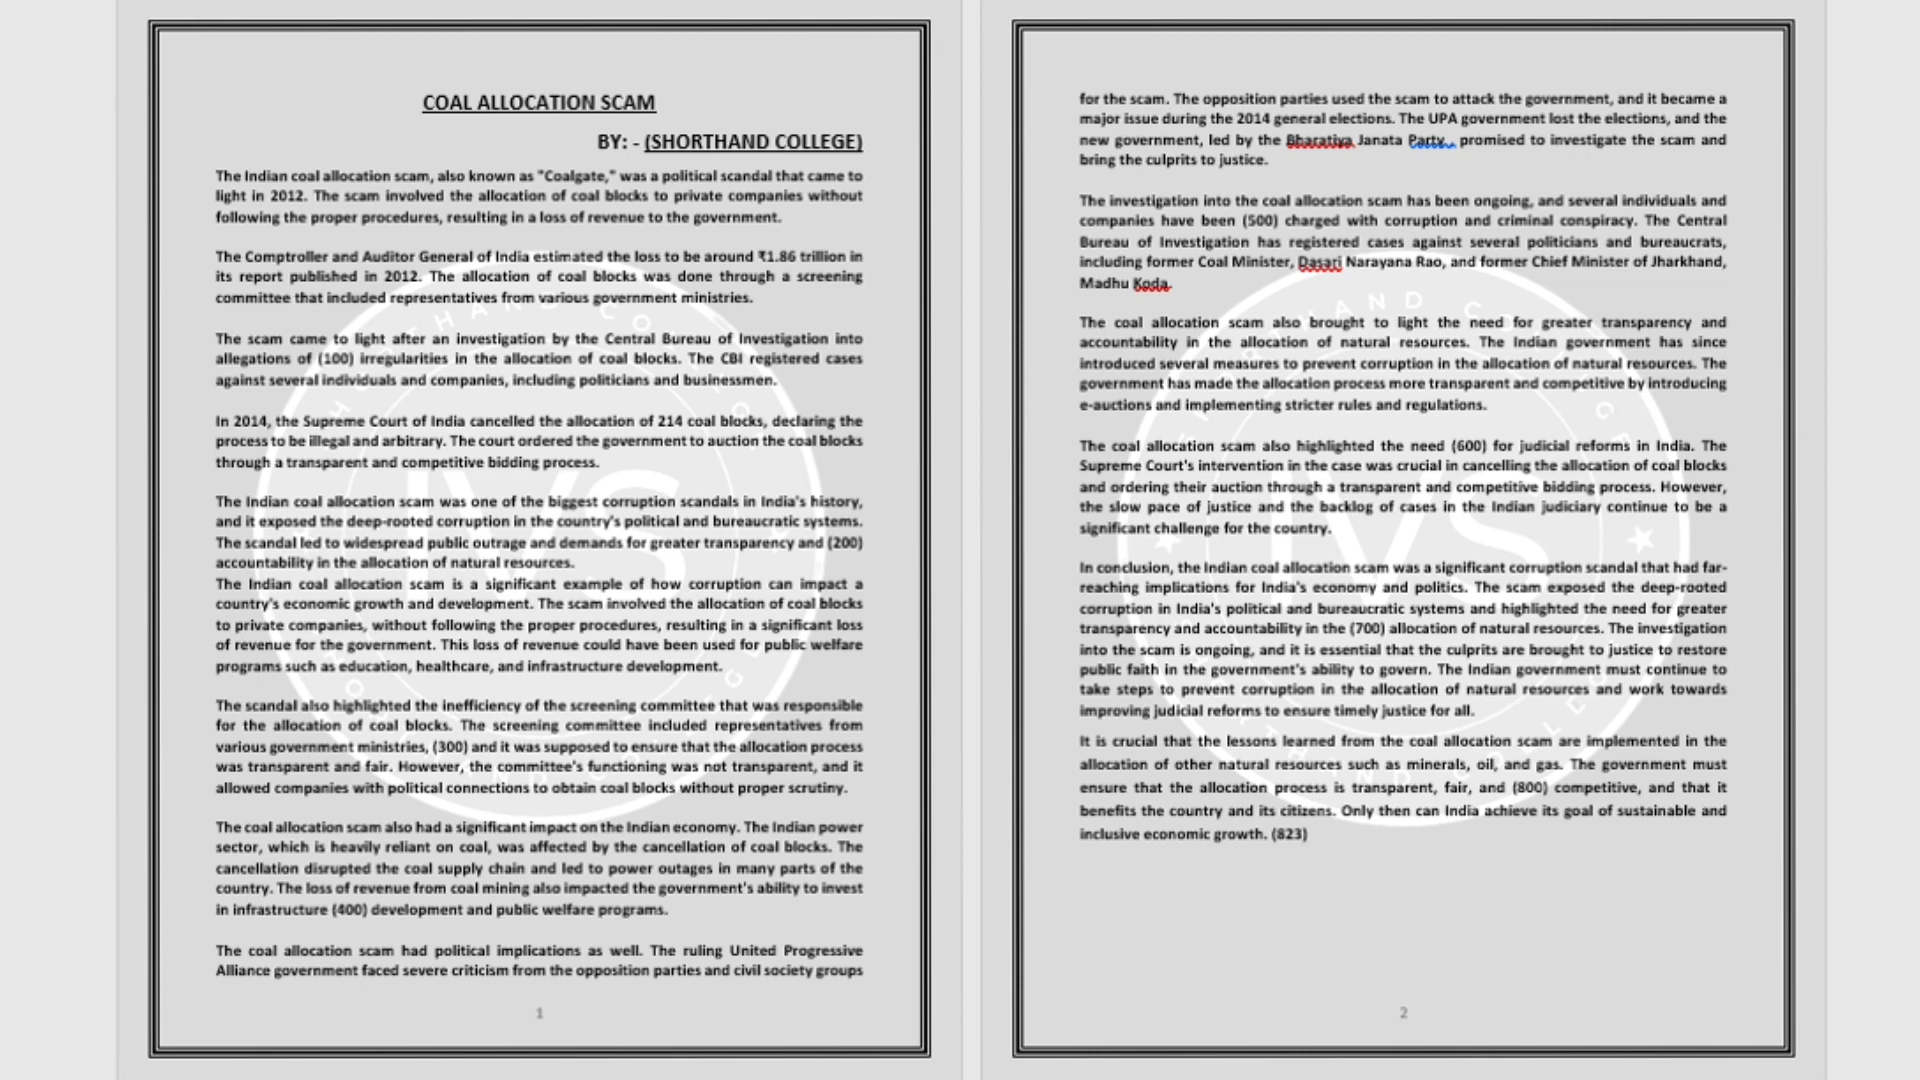 COAL ALLOCATION SCAM
BY: - (SHORTHAND COLLEGE)
The Indian coal allocation scam, also known as "Coalgate," was a political scandal that came to
light in 2012. The scam involved the allocation of coal blocks to private companies without
following the proper procedures, resulting in a loss of revenue to the government.
The Comptroller and Auditor General of India estimated the loss to be around ₹1.86 trillion in
its report published in 2012. The allocation of coal blocks was done through a screening
committee that included representatives from various government ministries.
The scam came to light after an investigation by the Central Bureau of Investigation into
allegations of (100) irregularities in the allocation of coal blocks. The CBI registered cases
against several individuals and companies, including politicians and businessmen.
In 2014, the Supreme Court of India cancelled the allocation of 214 coal blocks, declaring the
process to be illegal and arbitrary. The court ordered the government to auction the coal blocks
through a transparent and competitive bidding process.
The Indian coal allocation scam was one of the biggest corruption scandals in India's history,
and it exposed the deep-rooted corruption in the country's political and bureaucratic systems.
The scandal led to widespread public outrage and demands for greater transparency and (200)
accountability in the allocation of natural resources.
The Indian coal allocation scam is a significant example of how corruption can impact a
country's economic growth and development. The scam involved the allocation of coal blocks
to private companies, without following the proper procedures, resulting in a significant loss
of revenue for the government. This loss of revenue could have been used for public welfare
programs such as education, healthcare, and infrastructure development.
The scandal also highlighted the inefficiency of the screening committee that was responsible
for the allocation of coal blocks. The screening committee included representatives from
various government ministries, (300) and it was supposed to ensure that the allocation process
was transparent and fair. However, the committee's functioning was not transparent, and it
allowed companies with political connections to obtain coal blocks without proper scrutiny.
The coal allocation scam also had a significant impact on the Indian economy. The Indian power
sector, which is heavily reliant on coal, was affected by the cancellation of coal blocks. The
cancellation disrupted the coal supply chain and led to power outages in many parts of the
country. The loss of revenue from coal mining also impacted the government's ability to invest
in infrastructure (400) development and public welfare programs.
The coal allocation scam had political implications as well. The ruling United Progressive
Alliance government faced severe criticism from the opposition parties and civil society groups
1
for the scam. The opposition parties used the scam to attack the government, and it became a
major issue during the 2014 general elections. The UPA government lost the elections, and the
new government, led by the Bharatiya Janata Party, promised to investigate the scam and
bring the culprits to justice.
The investigation into the coal allocation scam has been ongoing, and several individuals and
companies have been (500) charged with corruption and criminal conspiracy. The Central
Bureau of Investigation has registered cases against several politicians and bureaucrats,
including former Coal Minister, Dasari Narayana Rao, and former Chief Minister of Jharkhand,
Madhu Koda.
The coal allocation scam also brought to light the need for greater transparency and
accountability in the allocation of natural resources. The Indian government has since
introduced several measures to prevent corruption in the allocation of natural resources. The
government has made the allocation process more transparent and competitive by introducing
e-auctions and implementing stricter rules and regulations.
The coal allocation scam also highlighted the need (600) for judicial reforms in India. The
Supreme Court's intervention in the case was crucial in cancelling the allocation of coal blocks
and ordering their auction through a transparent and competitive bidding process. However,
the slow pace of justice and the backlog of cases in the Indian judiciary continue to be a
significant challenge for the country.
In conclusion, the Indian coal allocation scam was a significant corruption scandal that had far-
reaching implications for India's economy and politics. The scam exposed the deep-rooted
corruption in India's political and bureaucratic systems and highlighted the need for greater
transparency and accountability in the (700) allocation of natural resources. The investigation
into the scam is ongoing, and it is essential that the culprits are brought to justice to restore
public faith in the government's ability to govern. The Indian government must continue to
take steps to prevent corruption in the allocation of natural resources and work towards
improving judicial reforms to ensure timely justice for all.
It is crucial that the lessons learned from the coal allocation scam are implemented in the
allocation of other natural resources such as minerals, oil, and gas. The government must
ensure that the allocation process is transparent, fair, and (800) competitive, and that it
benefits the country and its citizens. Only then can India achieve its goal of sustainable and
inclusive economic growth. (823)
2